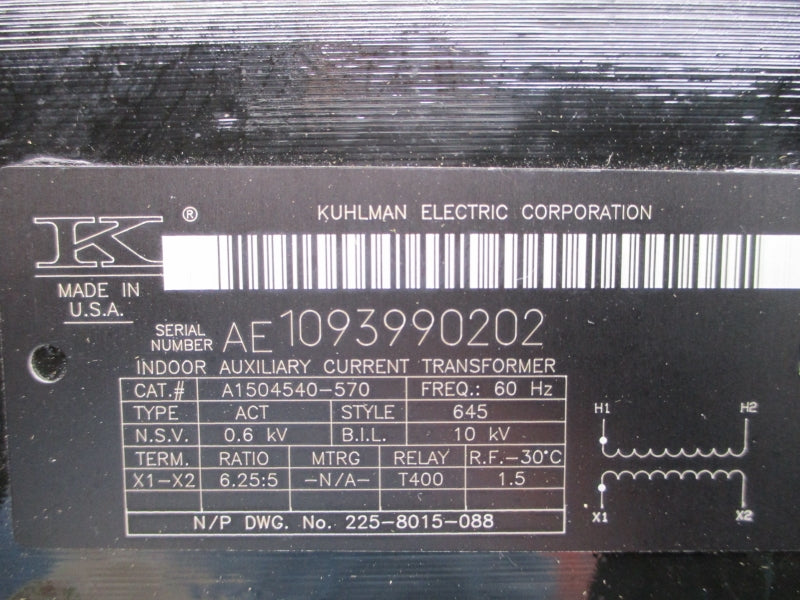 K ®
KUHLMAN ELECTRIC CORPORATION
MADE IN
U.S.A.
SERIAL
NUMBER AE1093990202
INDOOR AUXILIARY CURRENT TRANSFORMER
CAT.# A1504540-570 FREQ.: 60 Hz
TYPE ACT STYLE 645
N.S.V. 0.6 kV B.I.L. 10 kV
TERM. RATIO MTRG RELAY R.F.-30°C
X1-X2 6.25:5 -N/A- T400 1.5
N/P DWG. No. 225-8015-088
H1 H2
X1 X2